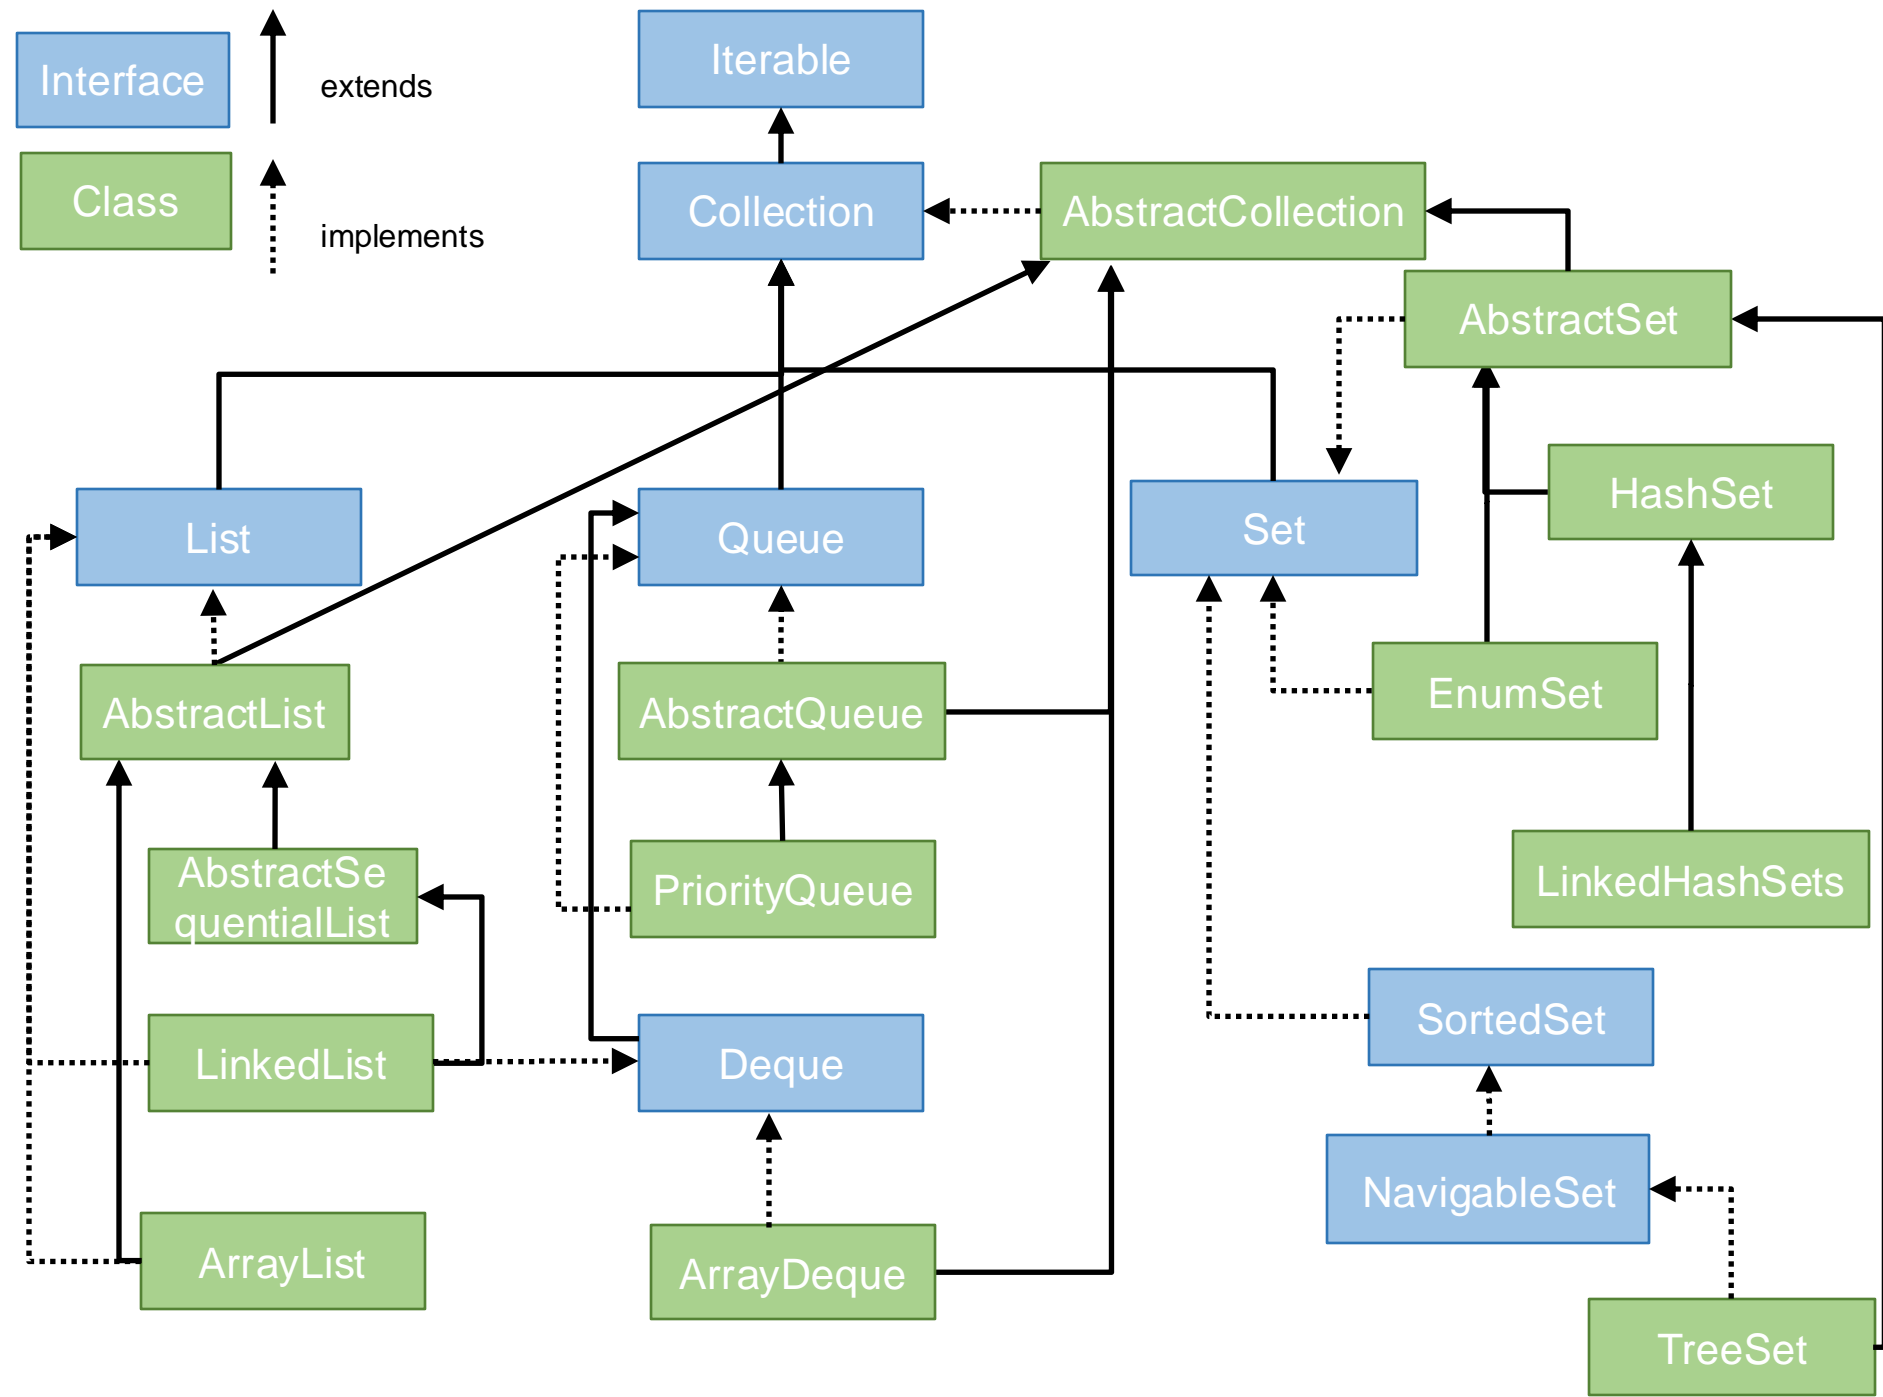 Interface
extends
Class
implements
Iterable
Collection
AbstractCollection
AbstractSet
HashSet
List
Queue
Set
AbstractList
AbstractQueue
EnumSet
AbstractSe
quentialList
PriorityQueue
LinkedHashSets
LinkedList
Deque
SortedSet
NavigableSet
ArrayList
ArrayDeque
TreeSet